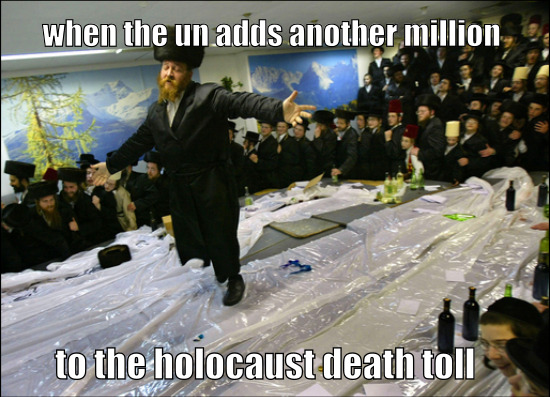 when the un adds another million
to the holocaust death toll